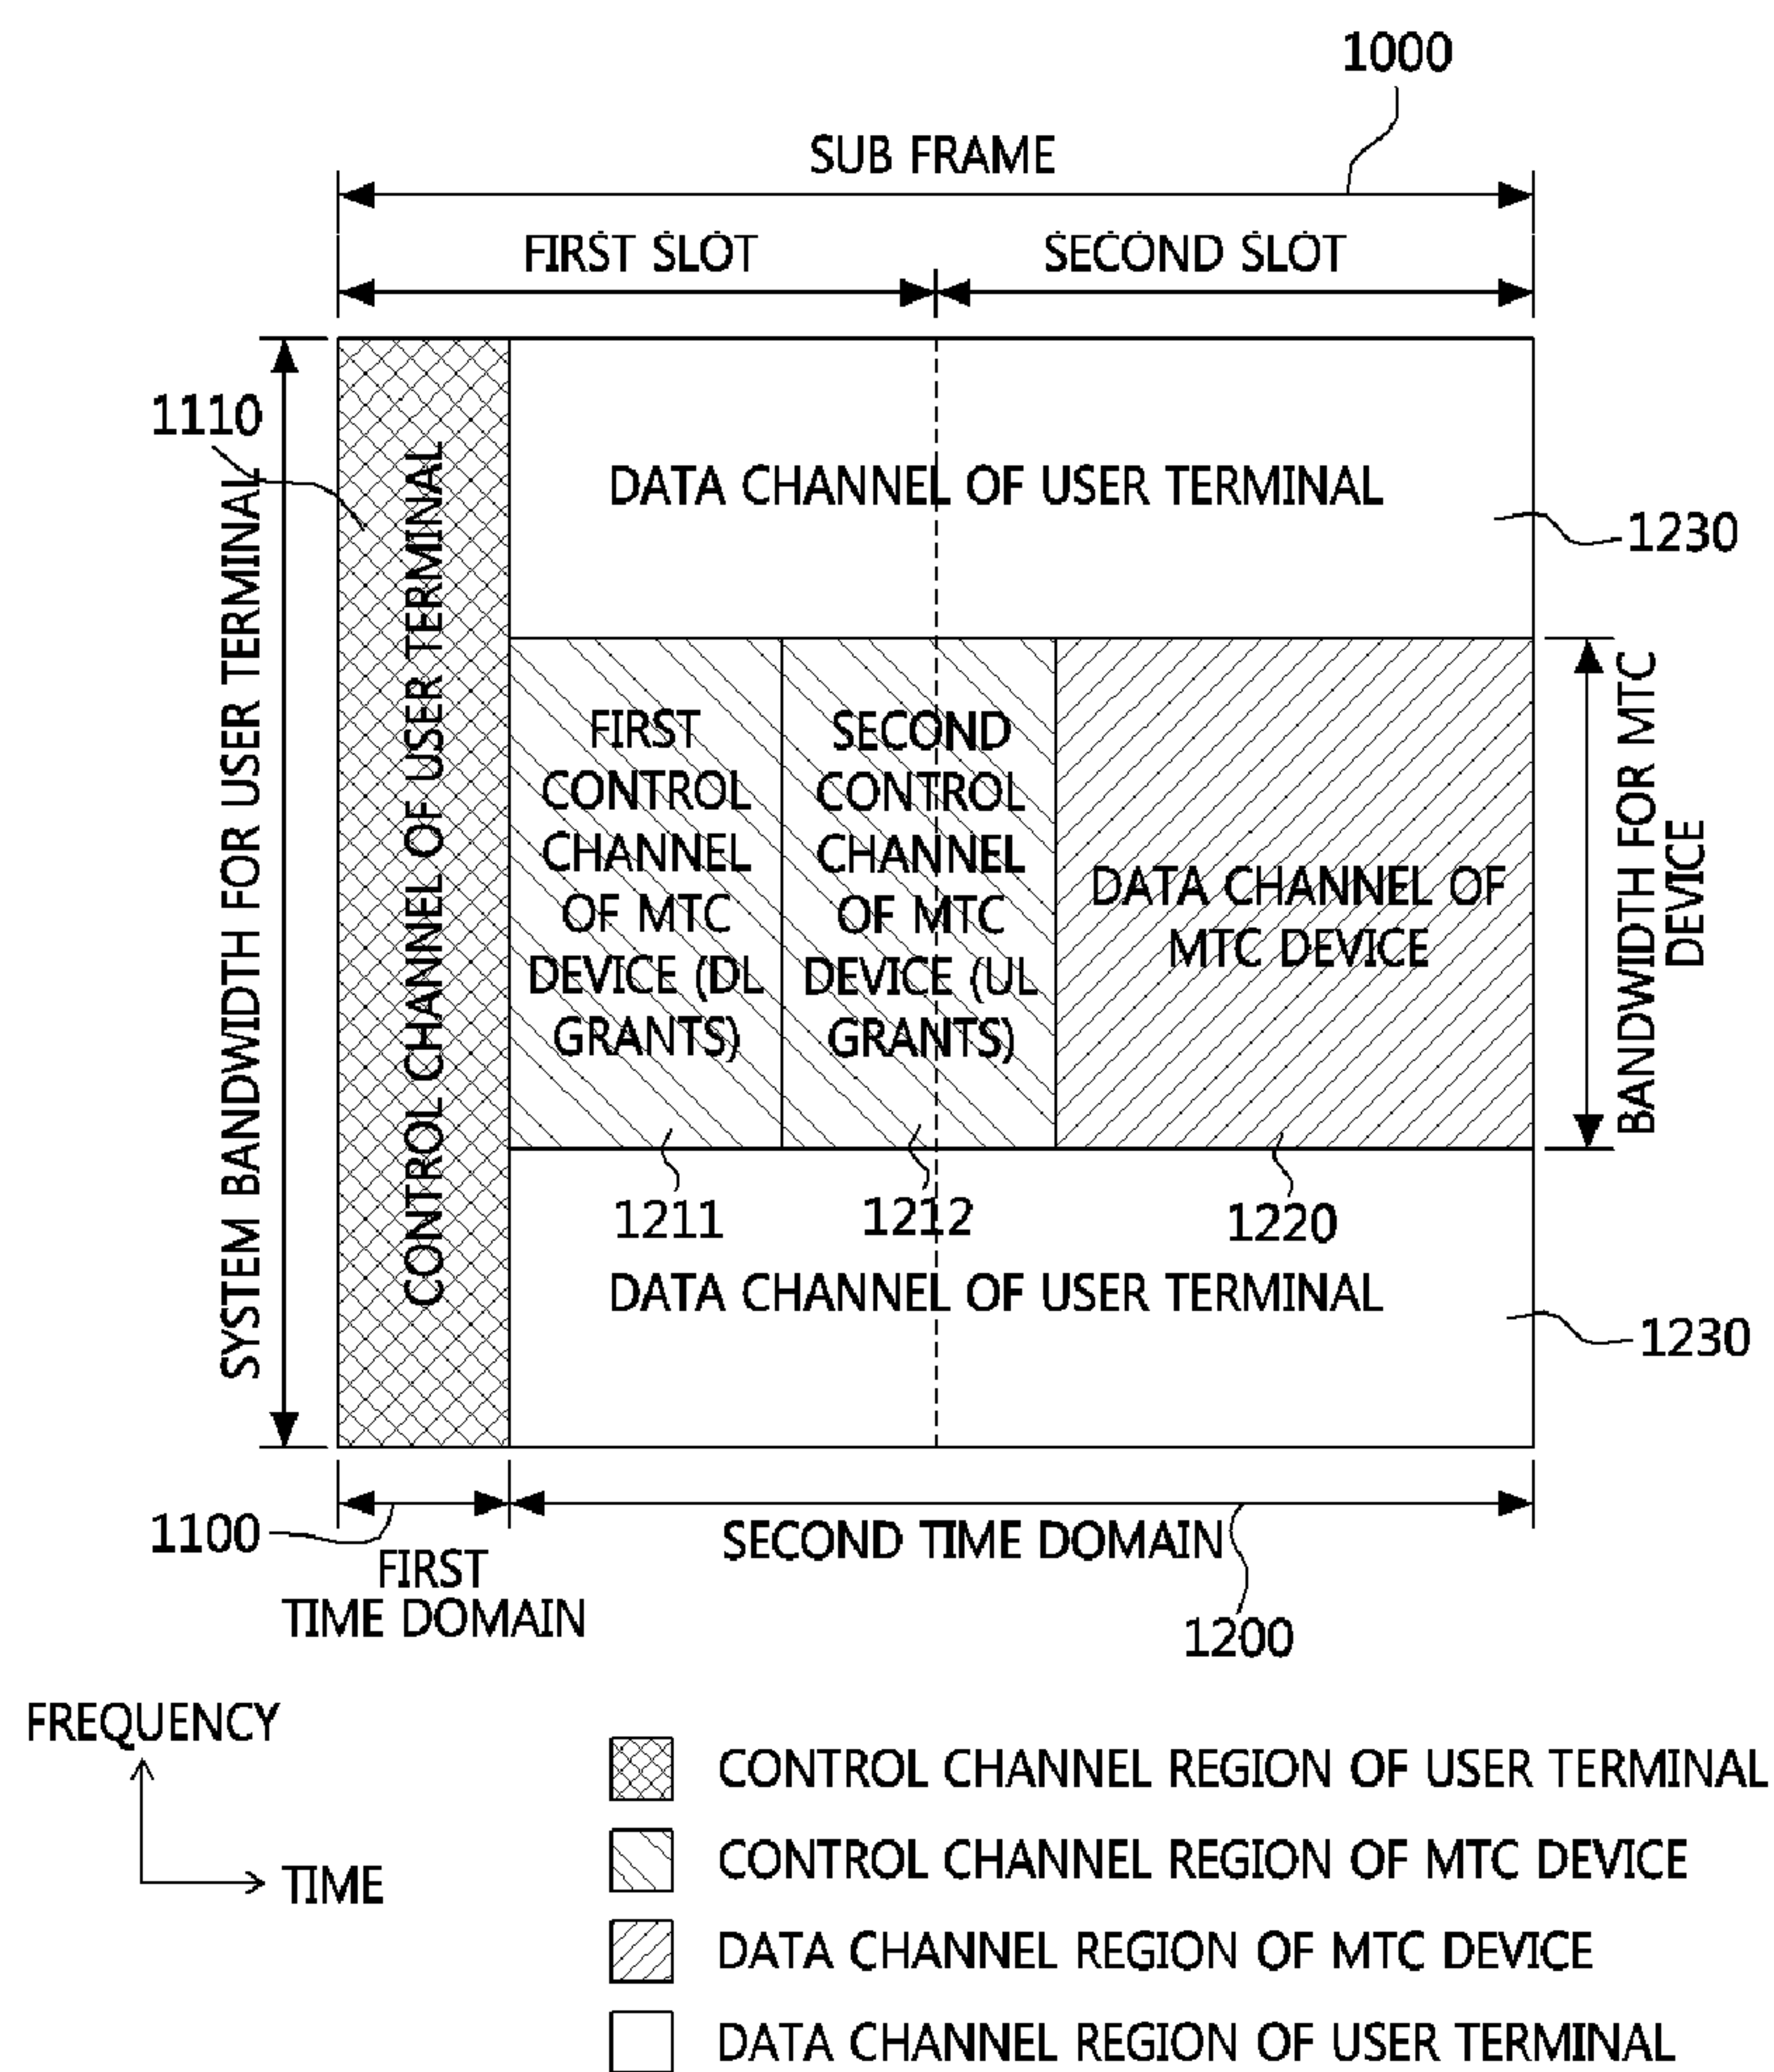 1000
SUB FRAME
FIRST SLOT
SECOND SLOT
1110
SYSTEM BANDWIDTH FOR USER TERMINAL
CONTROL CHANNEL OF USER TERMINAL
DATA CHANNEL OF USER TERMINAL
1230
FIRST
CONTROL
CHANNEL
OF MTC
DEVICE (DL
GRANTS)
SECOND
CONTROL
CHANNEL
OF MTC
DEVICE (UL
GRANTS)
DATA CHANNEL OF
MTC DEVICE
BANDWIDTH FOR MTC
DEVICE
1211
1212
1220
DATA CHANNEL OF USER TERMINAL
1230
1100
FIRST
TIME DOMAIN
SECOND TIME DOMAIN
1200
FREQUENCY
TIME
CONTROL CHANNEL REGION OF USER TERMINAL
CONTROL CHANNEL REGION OF MTC DEVICE
DATA CHANNEL REGION OF MTC DEVICE
DATA CHANNEL REGION OF USER TERMINAL